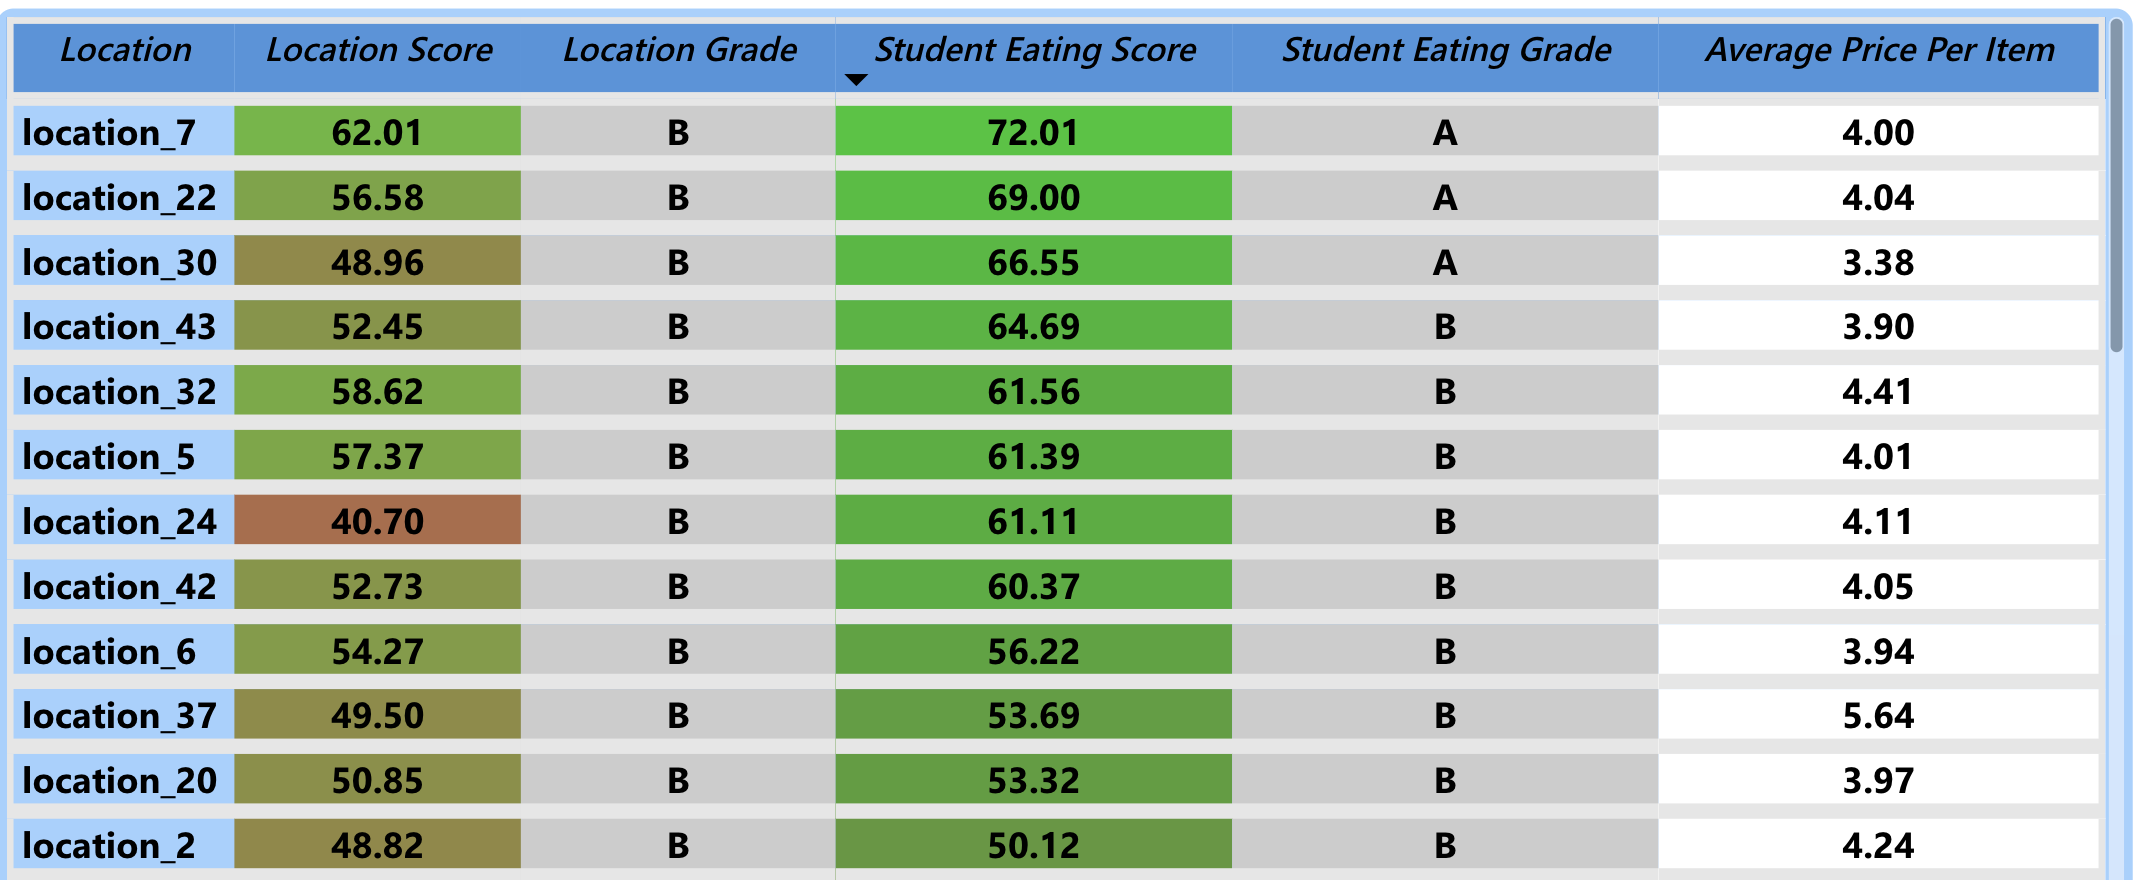 Location Location Score Location Grade Student Eating Score Student Eating Grade Average Price Per Item
location_7 62.01 B 72.01 A 4.00
location_22 56.58 B 69.00 A 4.04
location_30 48.96 B 66.55 A 3.38
location_43 52.45 B 64.69 B 3.90
location_32 58.62 B 61.56 B 4.41
location_5 57.37 B 61.39 B 4.01
location_24 40.70 B 61.11 B 4.11
location_42 52.73 B 60.37 B 4.05
location_6 54.27 B 56.22 B 3.94
location_37 49.50 B 53.69 B 5.64
location_20 50.85 B 53.32 B 3.97
location_2 48.82 B 50.12 B 4.24